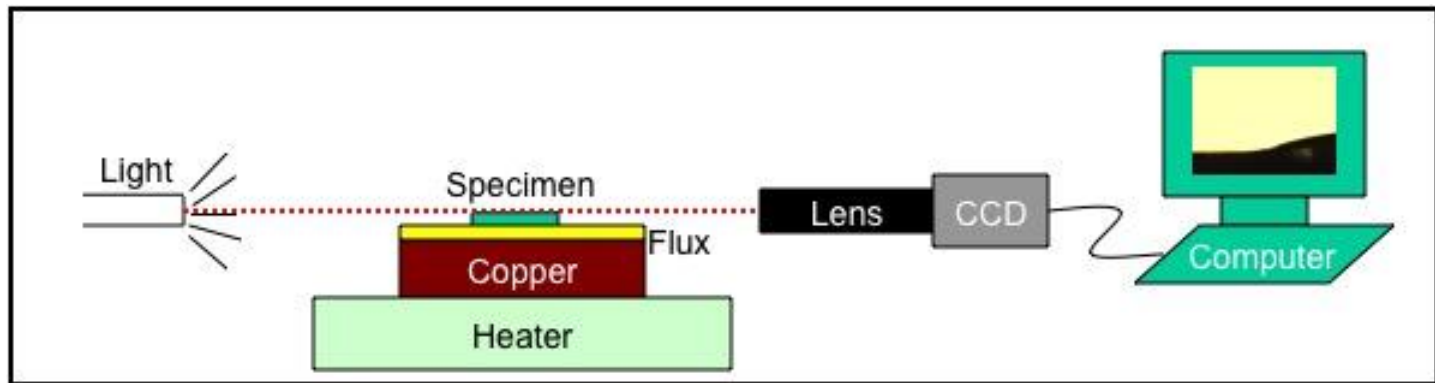 Light
Specimen
Flux
Copper
Heater
Lens
CCD
Computer